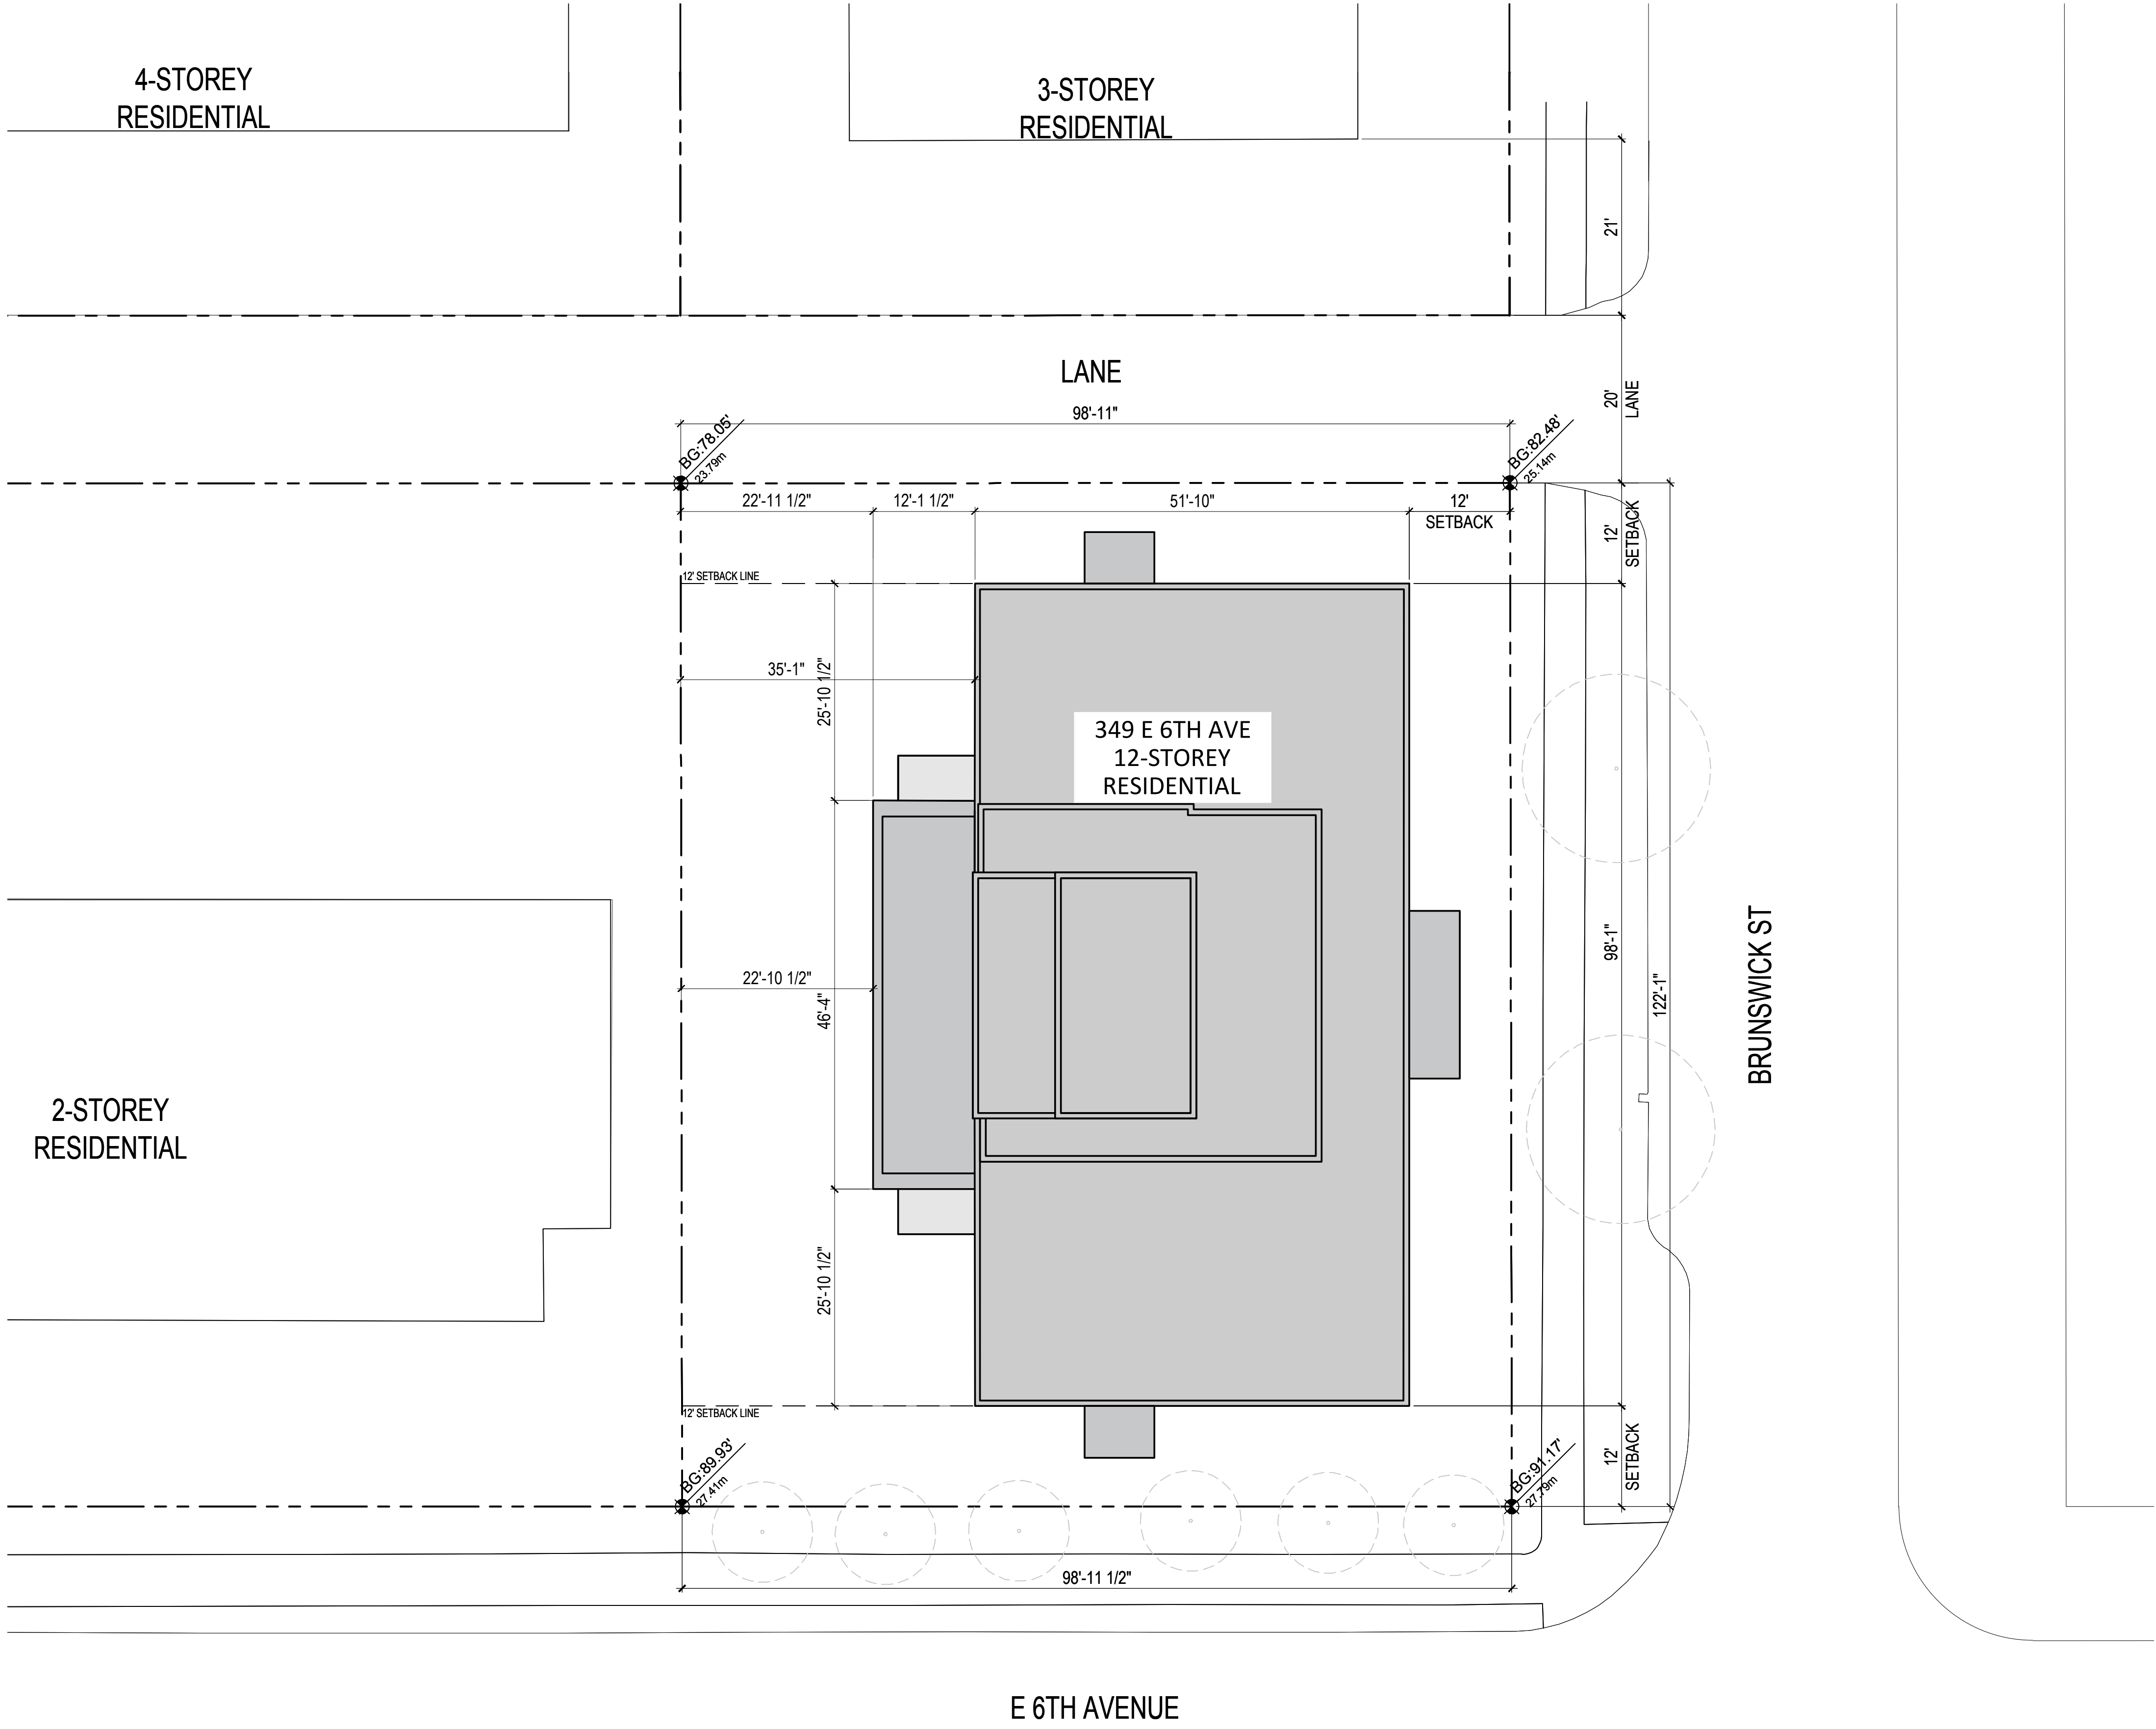 4-STOREY
RESIDENTIAL
3-STOREY
RESIDENTIAL
21'
LANE
20'
LANE
98'-11"
BG:78.05'
23.79m
BG:82.48'
25.14m
22'-11 1/2"
12'-1 1/2"
51'-10"
12'
SETBACK
12'
SETBACK
12' SETBACK LINE
35'-1"
25'-10 1/2"
349 E 6TH AVE
12-STOREY
RESIDENTIAL
22'-10 1/2"
46'-4"
98'-1"
122'-1"
BRUNSWICK ST
2-STOREY
RESIDENTIAL
25'-10 1/2"
12' SETBACK LINE
12'
SETBACK
BG:89.93'
27.41m
BG:91.17'
27.79m
98'-11 1/2"
E 6TH AVENUE